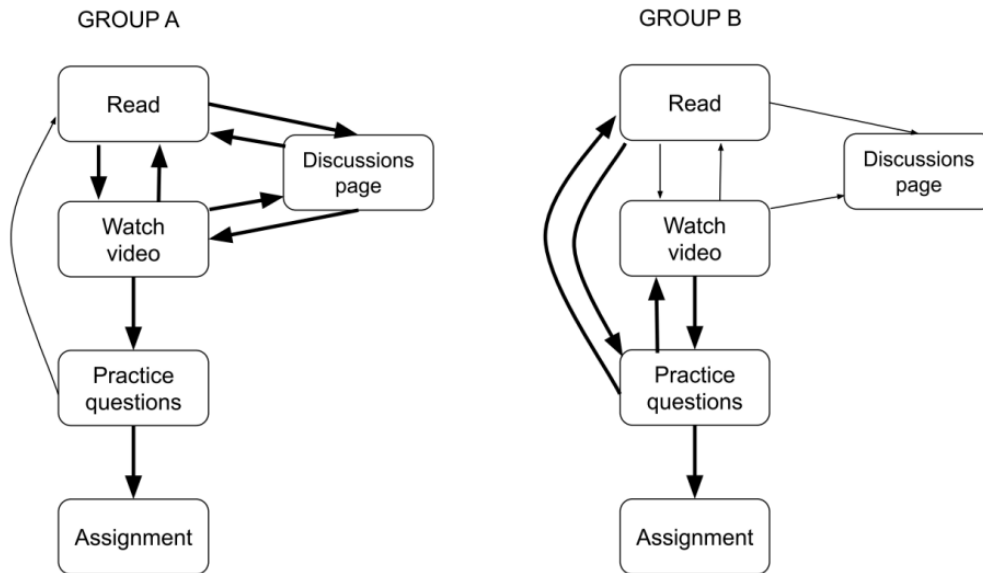 GROUP A
Read
Discussions
page
Watch
video
Practice
questions
Assignment
GROUP B
Read
Discussions
page
Watch
video
Practice
questions
Assignment